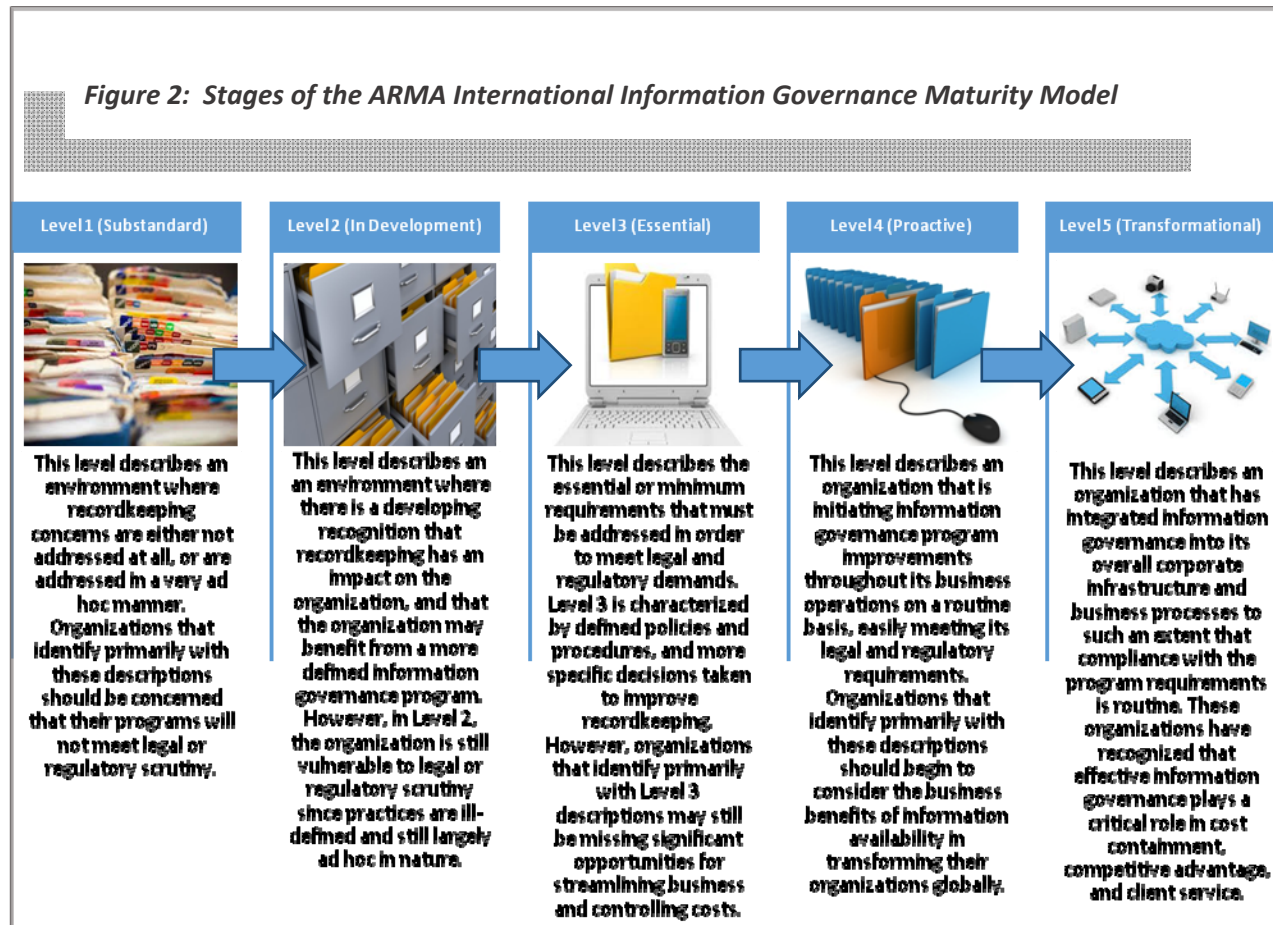 Figure 2:  Stages of the ARMA International Information Governance Maturity Model
Level 1 (Substandard)
This level describes an
environment where
recordkeeping
concerns are either not
addressed at all, or are
addressed in a very ad
hoc manner.
Organizations that
identify primarily with
these descriptions
should be concerned
that their programs will
not meet legal or
regulatory scrutiny.
Level 2 (In Development)
This level describes an
an environment where
there is a developing
recognition that
recordkeeping has an
impact on the
organization, and that
the organization may
benefit from a more
defined information
governance program.
However, in Level 2,
the organization is still
vulnerable to legal or
regulatory scrutiny
since practices are ill-
defined and still largely
ad hoc in nature.
Level 3 (Essential)
This level describes the
essential or minimum
requirements that must
be addressed in order
to meet legal and
regulatory demands.
Level 3 is characterized
by defined policies and
procedures, and more
specific decisions taken
to improve
recordkeeping.
However, organizations
that identify primarily
with Level 3
descriptions may still
be missing significant
opportunities for
streamlining business
and controlling costs.
Level 4 (Proactive)
This level describes an
organization that is
initiating information
governance program
improvements
throughout its business
operations on a routine
basis, easily meeting its
legal and regulatory
requirements.
Organizations that
identify primarily with
these descriptions
should begin to
consider the business
benefits of information
availability in
transforming their
organizations globally.
Level 5 (Transformational)
This level describes an
organization that has
integrated information
governance into its
overall corporate
infrastructure and
business processes to
such an extent that
compliance with the
program requirements
is routine. These
organizations have
recognized that
effective information
governance plays a
critical role in cost
containment,
competitive advantage,
and client service.